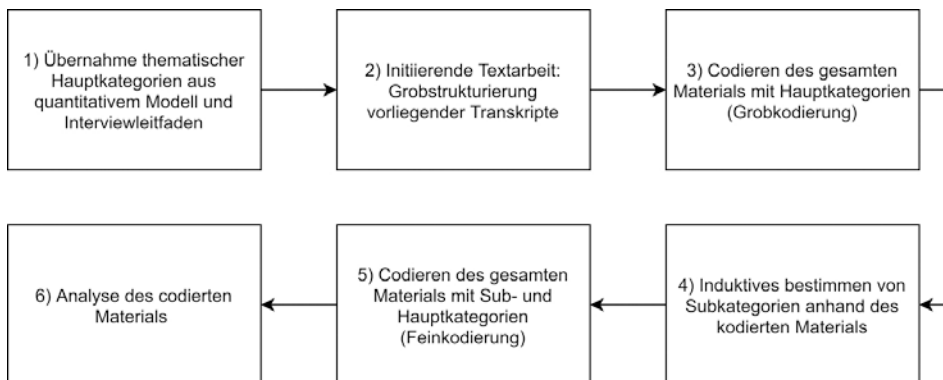 1) Übernahme thematischer
Hauptkategorien aus
quantitativem Modell und
Interviewleitfaden
2) Initiierende Textarbeit:
Grobstrukturierung
vorliegender Transkripte
3) Codieren des gesamten
Materials mit Hauptkategorien
(Grobkodierung)
4) Induktives bestimmen von
Subkategorien anhand des
kodierten Materials
5) Codieren des gesamten
Materials mit Sub- und
Hauptkategorien
(Feinkodierung)
6) Analyse des codierten
Materials